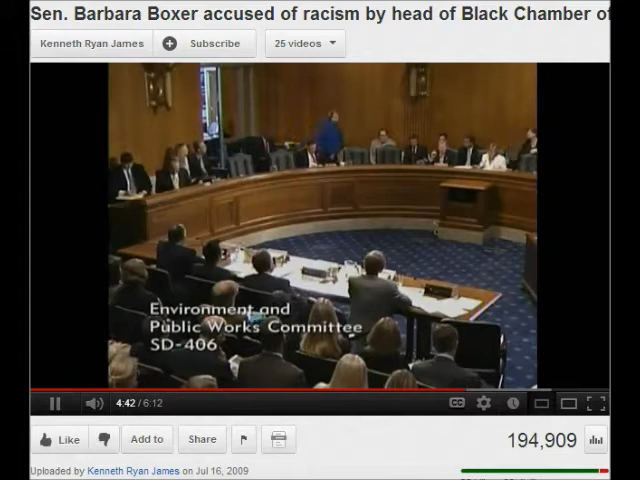 Sen. Barbara Boxer accused of racism by head of Black Chamber of
Kenneth Ryan James
Subscribe
25 videos
Environment and
Public Works Committee
SD-406
4:42 / 6:12
CC
Like
Add to
Share
194,909
Uploaded by Kenneth Ryan James on Jul 16, 2009